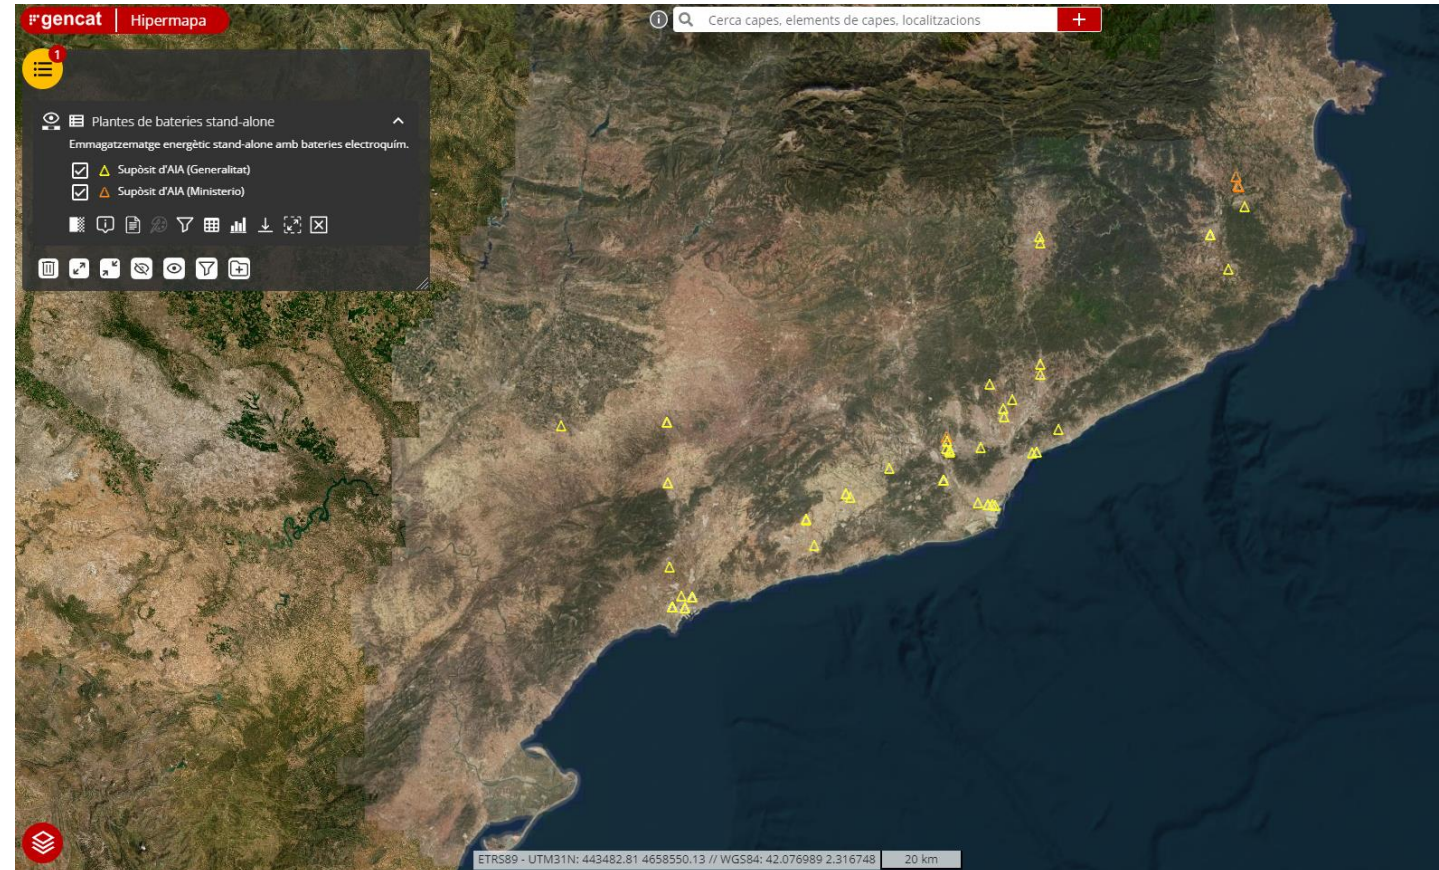 gencat Hipermapa
Cerca capes, elements de capes, localitzacions
1
Plantes de bateries stand-alone
Emmagatzematge energètic stand-alone amb bateries electroquím.
Supòsit d'AIA (Generalitat)
Supòsit d'AIA (Ministerio)
ETRS89 - UTM31N: 443482.81 4658550.13 // WGS84: 42.076989 2.316748
20 km